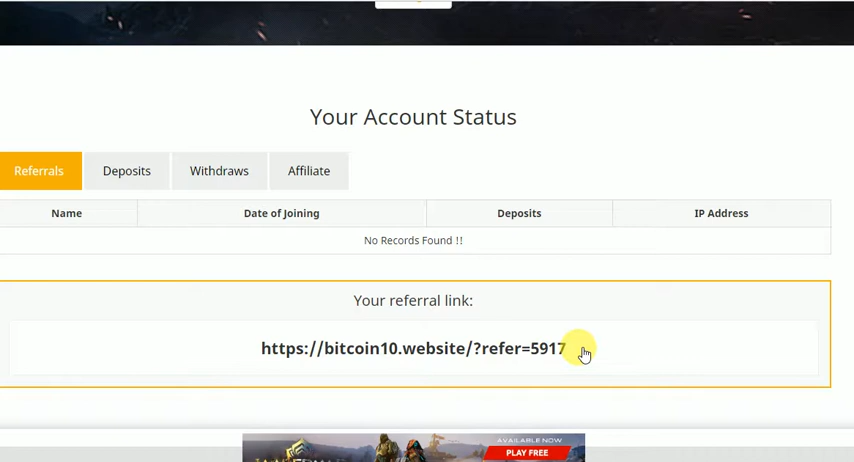 Your Account Status
Referrals Deposits Withdraws Affiliate
Name Date of Joining Deposits IP Address
No Records Found !!
Your referral link:
https://bitcoin10.website/?refer=5917
AVAILABLE NOW
PLAY FREE